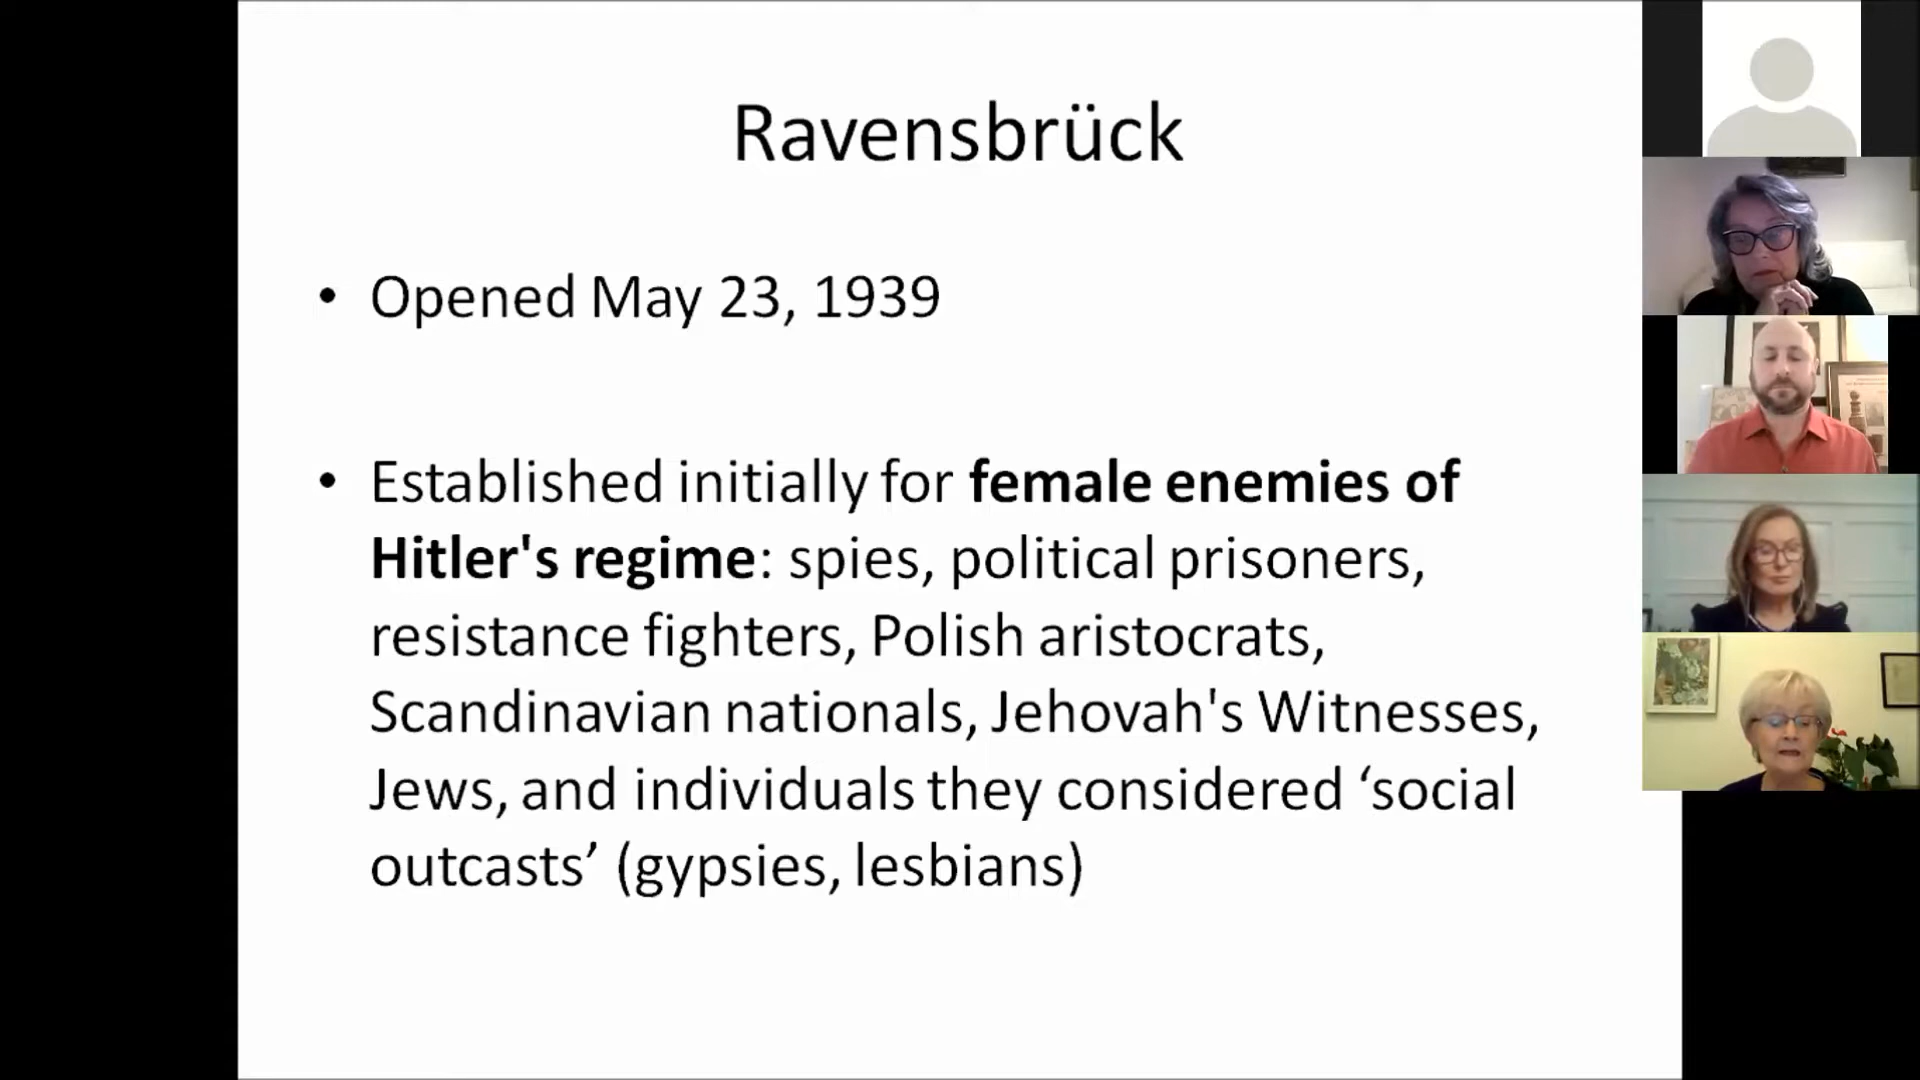 Ravensbrück
• Opened May 23, 1939
• Established initially for female enemies of
Hitler's regime: spies, political prisoners,
resistance fighters, Polish aristocrats,
Scandinavian nationals, Jehovah's Witnesses,
Jews, and individuals they considered ‘social
outcasts’ (gypsies, lesbians)